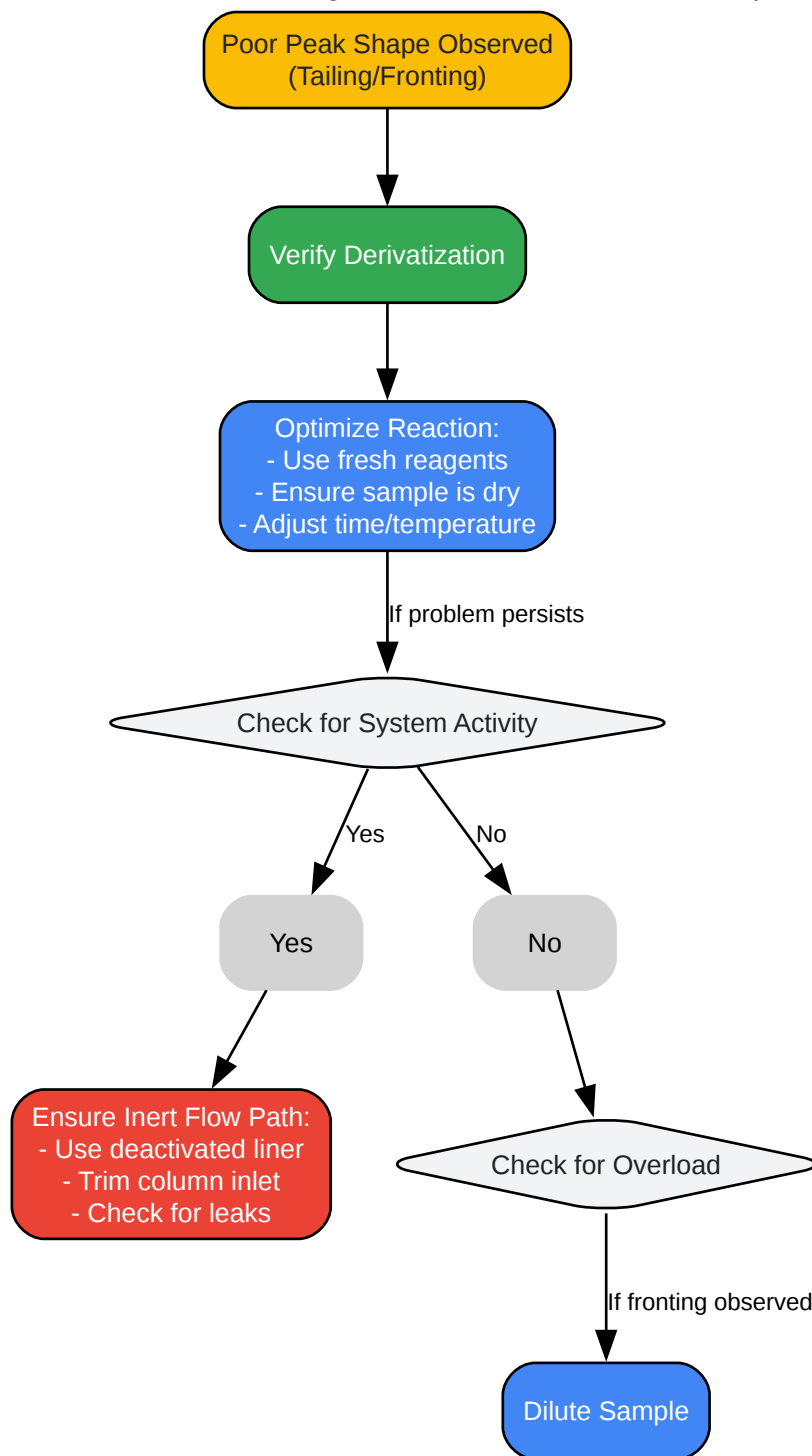 Poor Peak Shape Observed
(Tailing/Fronting)
Verify Derivatization
Optimize Reaction:
- Use fresh reagents
- Ensure sample is dry
- Adjust time/temperature
If problem persists
Check for System Activity
Yes
No
Yes
No
Ensure Inert Flow Path:
- Use deactivated liner
- Trim column inlet
- Check for leaks
Check for Overload
If fronting observed
Dilute Sample